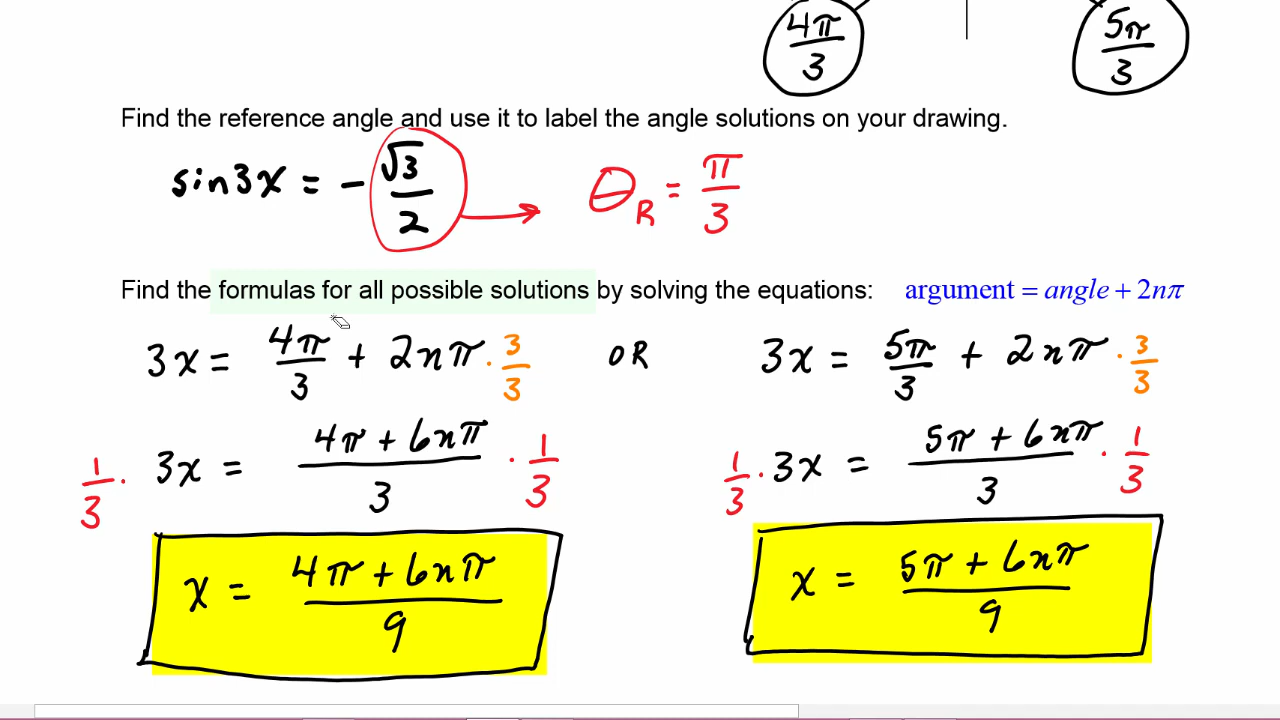 4π/3 5π/3
Find the reference angle and use it to label the angle solutions on your drawing.
sin3x = -√3/2 → θ_R = π/3
Find the formulas for all possible solutions by solving the equations: argument = angle + 2nπ
3x = 4π/3 + 2nπ · 3/3 OR 3x = 5π/3 + 2nπ · 3/3
1/3 · 3x = (4π + 6nπ)/3 · 1/3 1/3 · 3x = (5π + 6nπ)/3 · 1/3
x = (4π + 6nπ)/9 x = (5π + 6nπ)/9